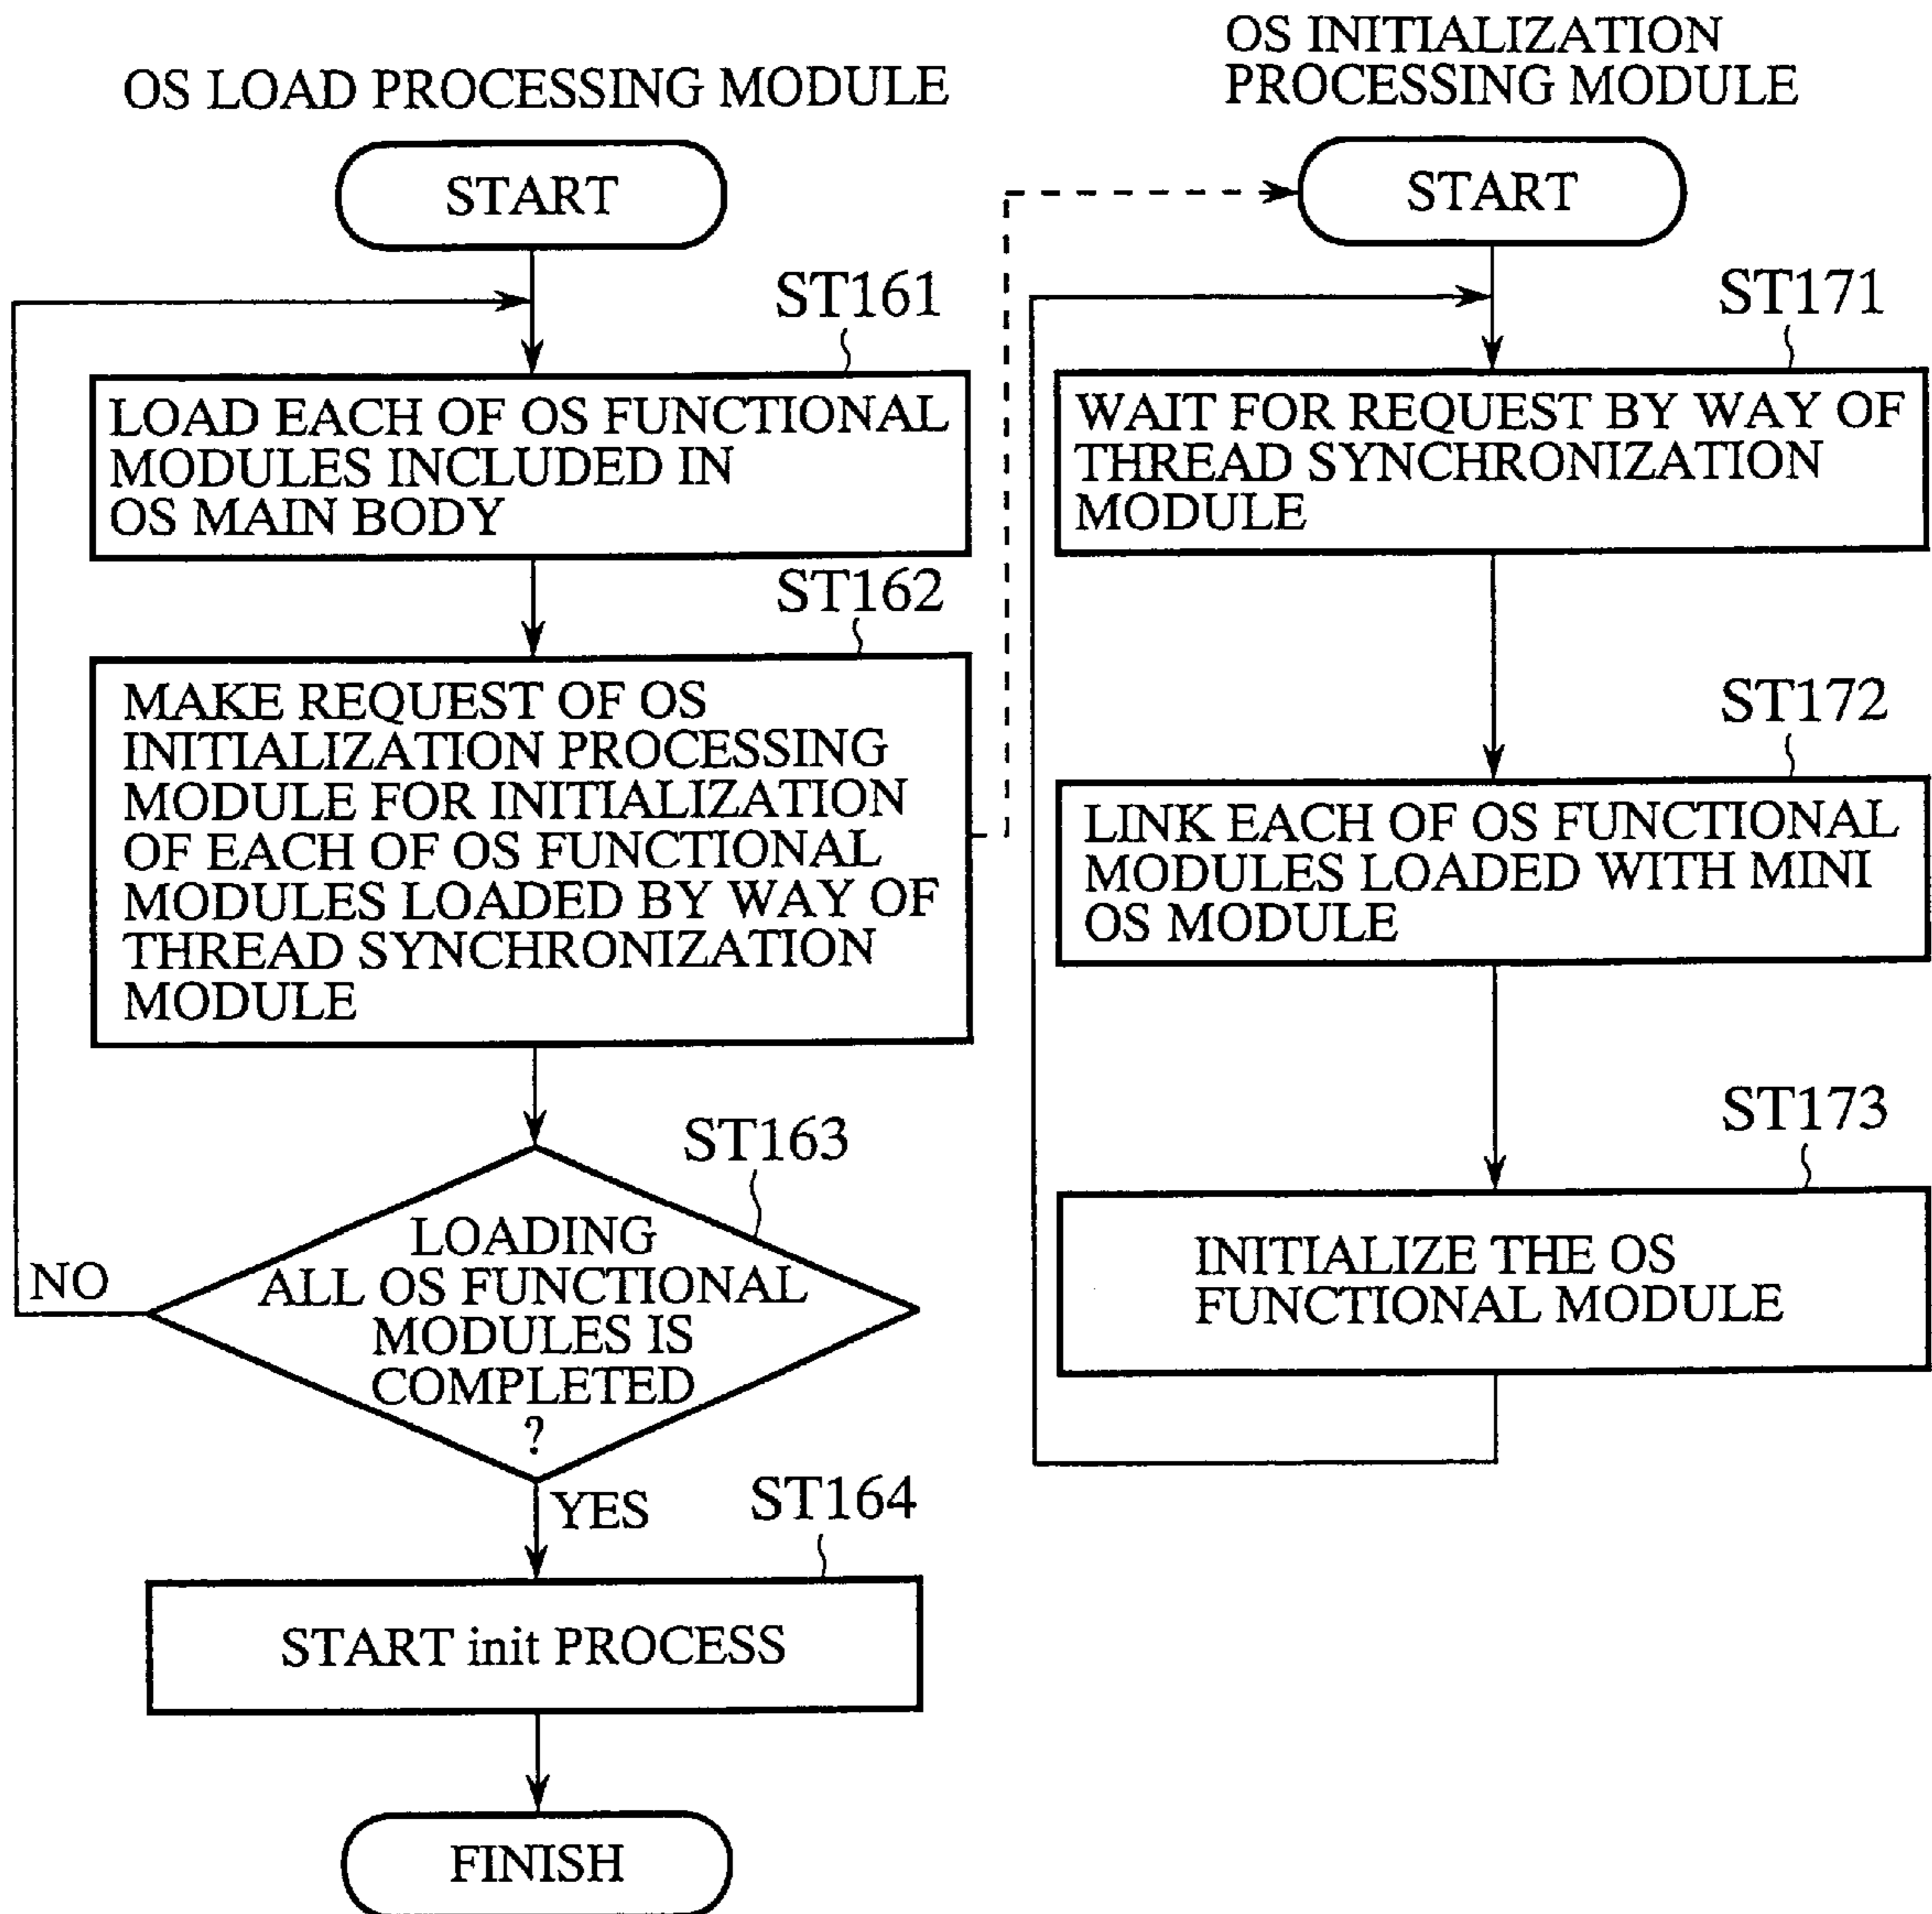 OS LOAD PROCESSING MODULE
START
ST161
LOAD EACH OF OS FUNCTIONAL
MODULES INCLUDED IN
OS MAIN BODY
ST162
MAKE REQUEST OF OS
INITIALIZATION PROCESSING
MODULE FOR INITIALIZATION
OF EACH OF OS FUNCTIONAL
MODULES LOADED BY WAY OF
THREAD SYNCHRONIZATION
MODULE
ST163
LOADING
ALL OS FUNCTIONAL
MODULES IS
COMPLETED
?
NO
YES
ST164
START init PROCESS
FINISH
OS INITIALIZATION
PROCESSING MODULE
START
ST171
WAIT FOR REQUEST BY WAY OF
THREAD SYNCHRONIZATION
MODULE
ST172
LINK EACH OF OS FUNCTIONAL
MODULES LOADED WITH MINI
OS MODULE
ST173
INITIALIZE THE OS
FUNCTIONAL MODULE